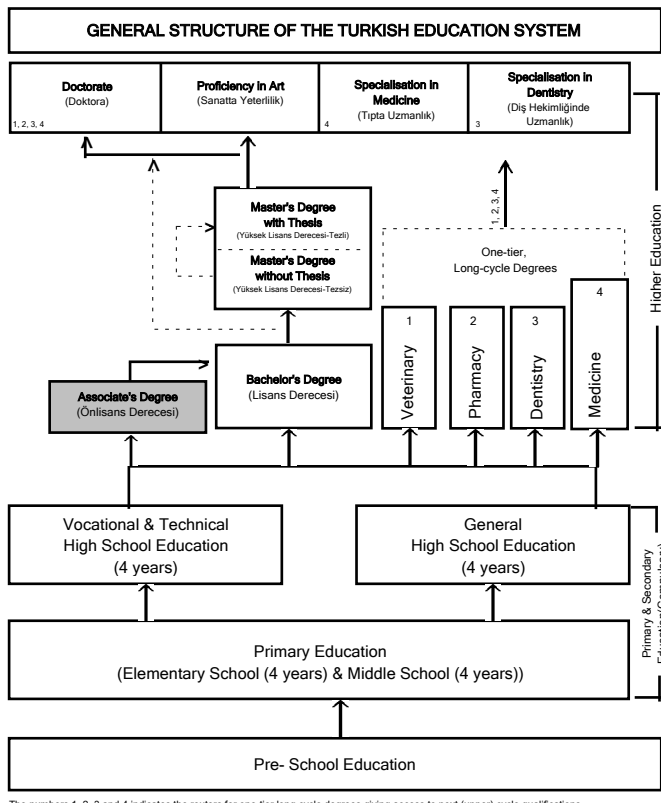 GENERAL STRUCTURE OF THE TURKISH EDUCATION SYSTEM
Doctorate
(Doktora)
1, 2, 3, 4
Proficiency in Art
(Sanatta Yeterlilik)
Specialisation in
Medicine
(Tıpta Uzmanlık)
4
Specialisation in
Dentistry
(Diş Hekimliğinde
Uzmanlık)
3
Higher Education
Master's Degree
with Thesis
(Yüksek Lisans Derecesi-Tezli)
Master's Degree
without Thesis
(Yüksek Lisans Derecesi-Tezsiz)
1, 2, 3, 4
One-tier,
Long-cycle Degrees
1
Veterinary
2
Pharmacy
3
Dentistry
4
Medicine
Bachelor's Degree
(Lisans Derecesi)
Associate's Degree
(Önlisans Derecesi)
Vocational & Technical
High School Education
(4 years)
General
High School Education
(4 years)
Primary & Secondary
Education(Compulsory)
Primary Education
(Elementary School (4 years) & Middle School (4 years))
Pre- School Education